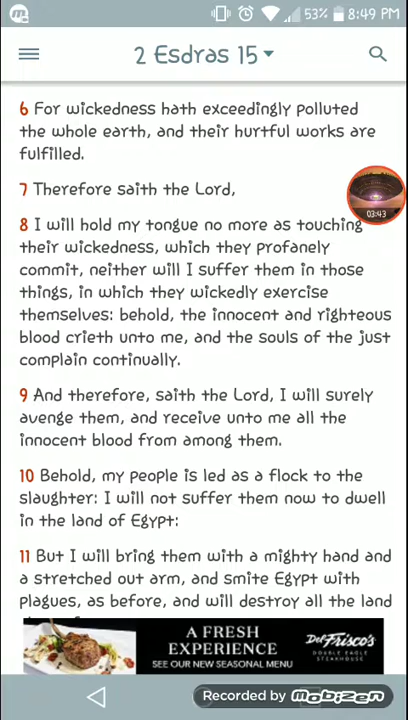 53% 8:49 PM
2 Esdras 15
6 For wickedness hath exceedingly polluted
the whole earth, and their hurtful works are
fulfilled.
7 Therefore saith the Lord,
03:43
8 I will hold my tongue no more as touching
their wickedness, which they profanely
commit, neither will I suffer them in those
things, in which they wickedly exercise
themselves: behold, the innocent and righteous
blood crieth unto me, and the souls of the just
complain continually.
9 And therefore, saith the Lord, I will surely
avenge them, and receive unto me all the
innocent blood from among them.
10 Behold, my people is led as a flock to the
slaughter: I will not suffer them now to dwell
in the land of Egypt:
11 But I will bring them with a mighty hand and
a stretched out arm, and smite Egypt with
plagues, as before, and will destroy all the land
A FRESH
EXPERIENCE
SEE OUR NEW SEASONAL MENU
Del Frisco's
DOUBLE EAGLE
STEAKHOUSE
Recorded by mobizen